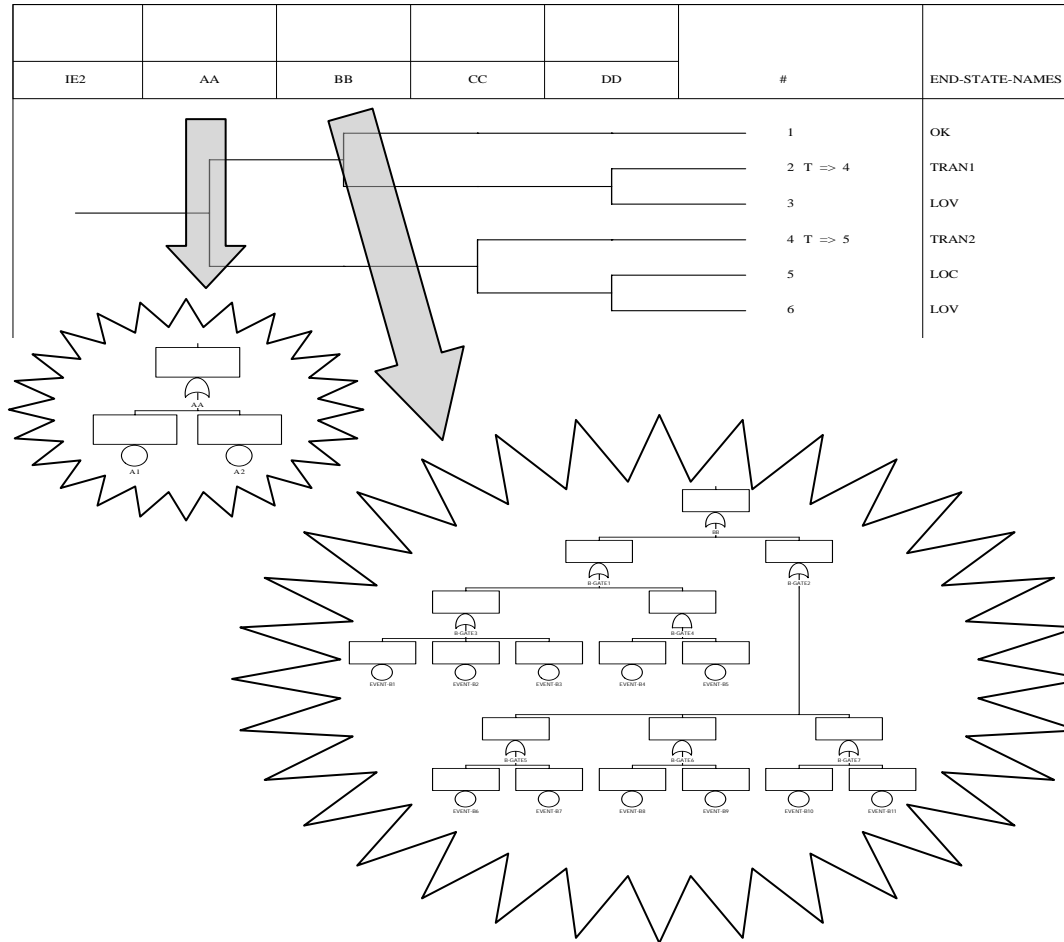 IE2 AA BB CC DD # END-STATE-NAMES
1 OK
2 T => 4 TRAN1
3 LOV
4 T => 5 TRAN2
5 LOC
6 LOV
AA
A1 A2
BB
B-GATE1 B-GATE2
B-GATE3 B-GATE4
EVENT-B1 EVENT-B2 EVENT-B3 EVENT-B4 EVENT-B5
B-GATE5 B-GATE6 B-GATE7
EVENT-B6 EVENT-B7 EVENT-B8 EVENT-B9 EVENT-B10 EVENT-B11